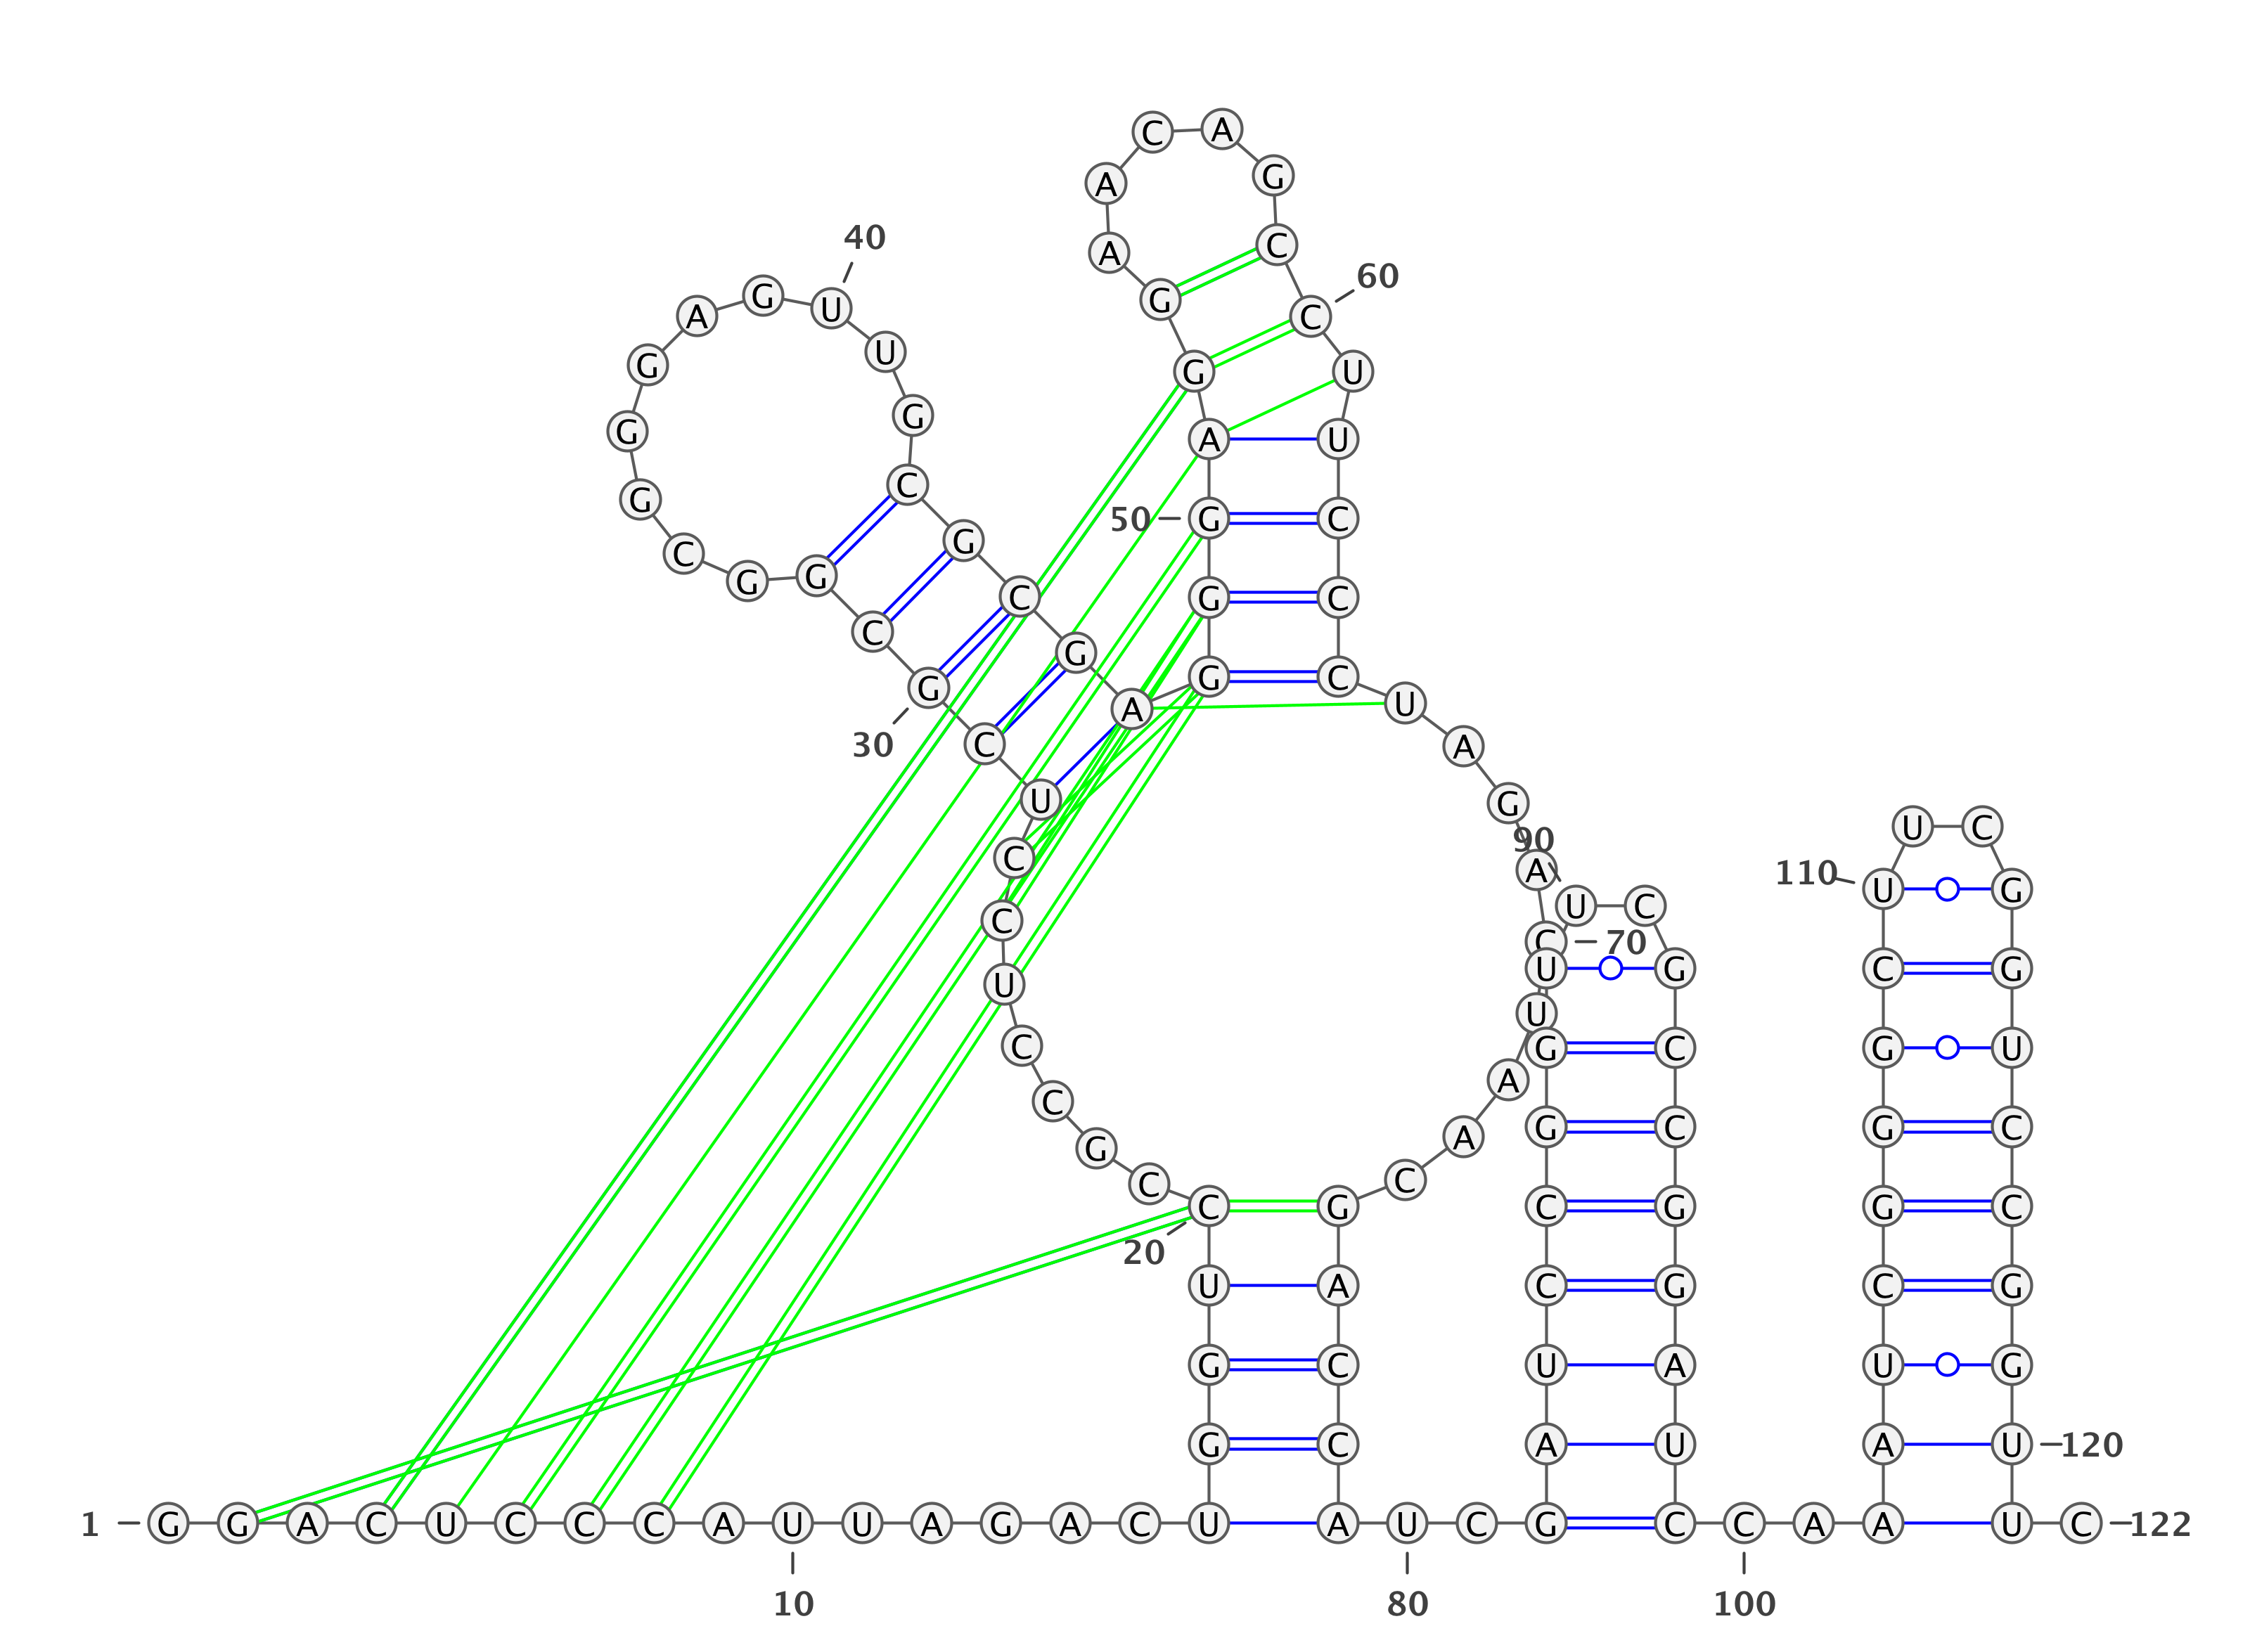 C A
A G
40 A C
60
G U G
A C
G U G U
G G A U
G C
50 G C
C G
G G C G C
C G
G G C
A U
30 C A
U G
U C
90
C A 110 U G
C U C
C 70
U U G C G
U
C G C G U
A
C
G C G C
G A
C C
C G C G G C
20
U A C G C G
G C U A U G
G C A U A U 120
1 G G A C U C C C A U U A G A C U A U C G C C A A U C 122
10 80 100